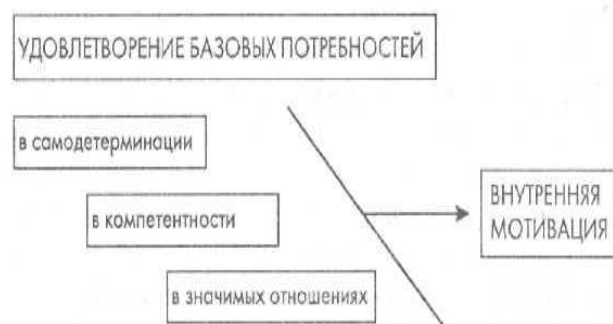 УДОВЛЕТВОРЕНИЕ БАЗОВЫХ ПОТРЕБНОСТЕЙ
в самодетерминации
в компетентности
в значимых отношениях
ВНУТРЕННЯЯ
МОТИВАЦИЯ